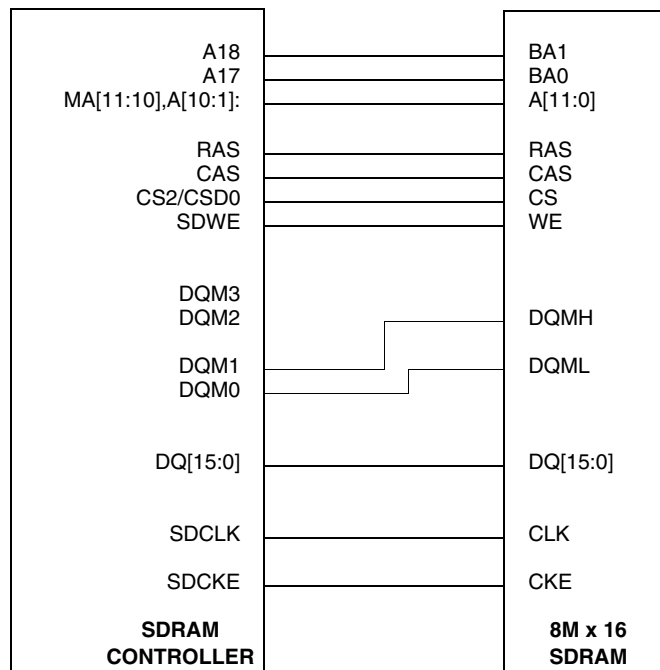 A18 BA1
A17 BA0
MA[11:10],A[10:1]: A[11:0]
RAS RAS
CAS CAS
CS2/CSD0 CS
SDWE WE
DQM3
DQM2 DQMH
DQM1 DQML
DQM0
DQ[15:0] DQ[15:0]
SDCLK CLK
SDCKE CKE
SDRAM 8M x 16
CONTROLLER SDRAM